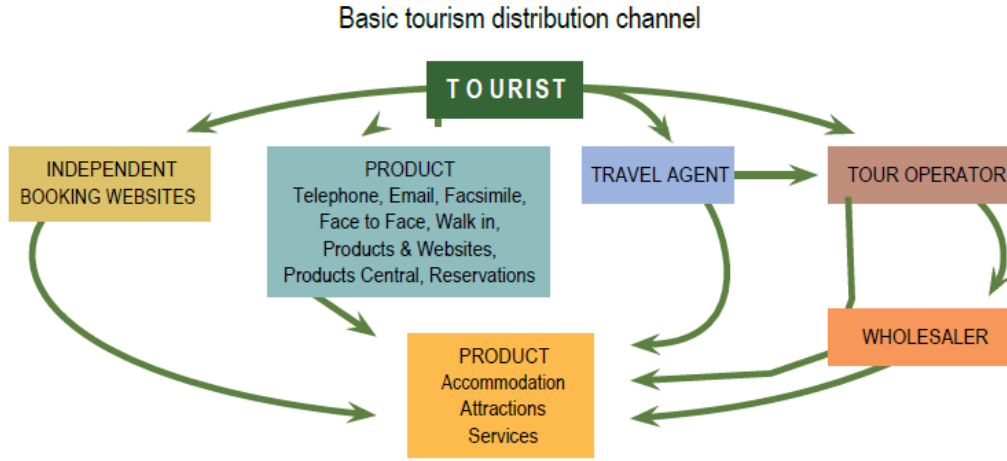 Basic tourism distribution channel
TOURIST
INDEPENDENT
BOOKING WEBSITES
PRODUCT
Telephone, Email, Facsimile,
Face to Face, Walk in,
Products & Websites,
Products Central, Reservations
TRAVEL AGENT
TOUR OPERATOR
WHOLESALER
PRODUCT
Accommodation
Attractions
Services